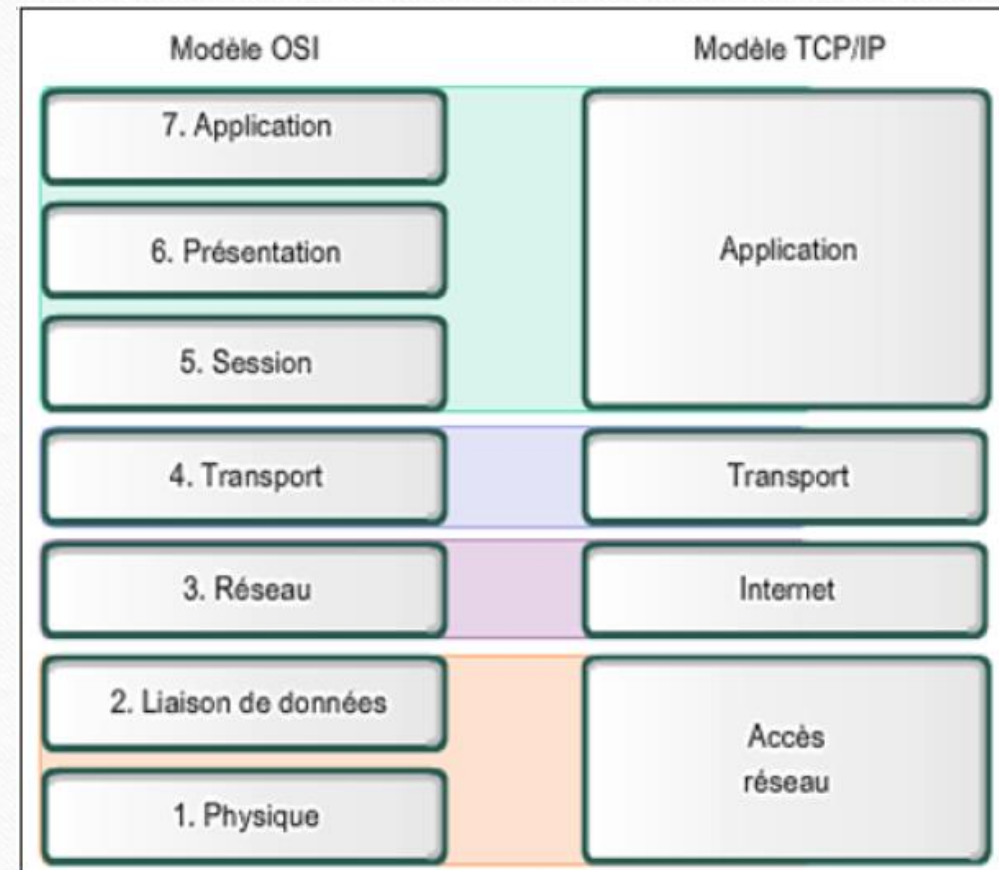 Modèle OSI
Modèle TCP/IP
7. Application
6. Présentation
5. Session
4. Transport
3. Réseau
2. Liaison de données
1. Physique
Application
Transport
Internet
Accès
réseau